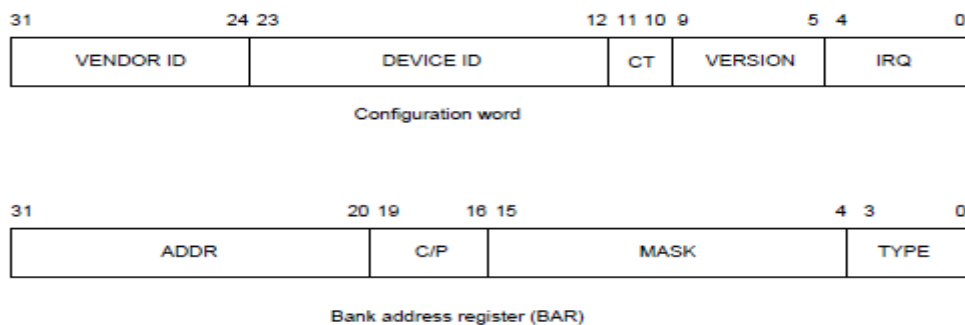 31 24 23 12 11 10 9 5 4 0
VENDOR ID DEVICE ID CT VERSION IRQ
Configuration word
31 20 19 16 15 4 3 0
ADDR C/P MASK TYPE
Bank address register (BAR)